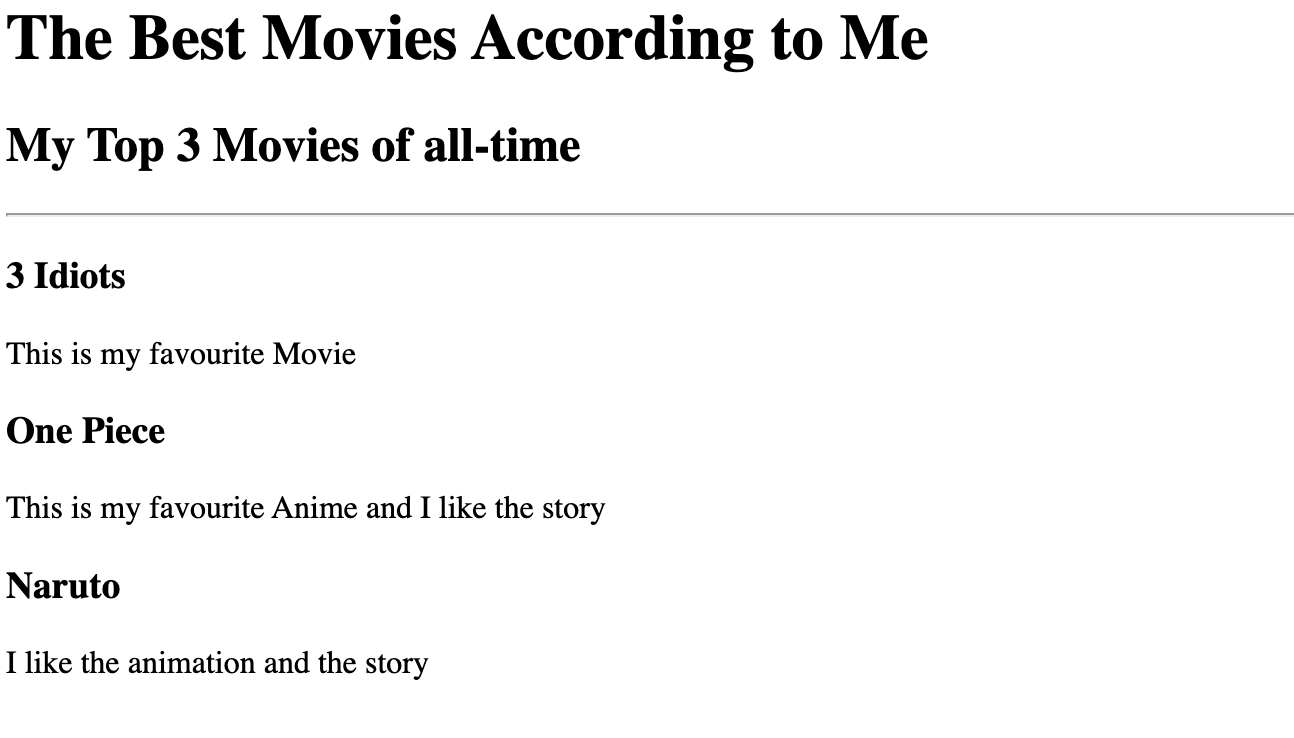 The Best Movies According to Me
My Top 3 Movies of all-time
3 Idiots
This is my favourite Movie
One Piece
This is my favourite Anime and I like the story
Naruto
I like the animation and the story